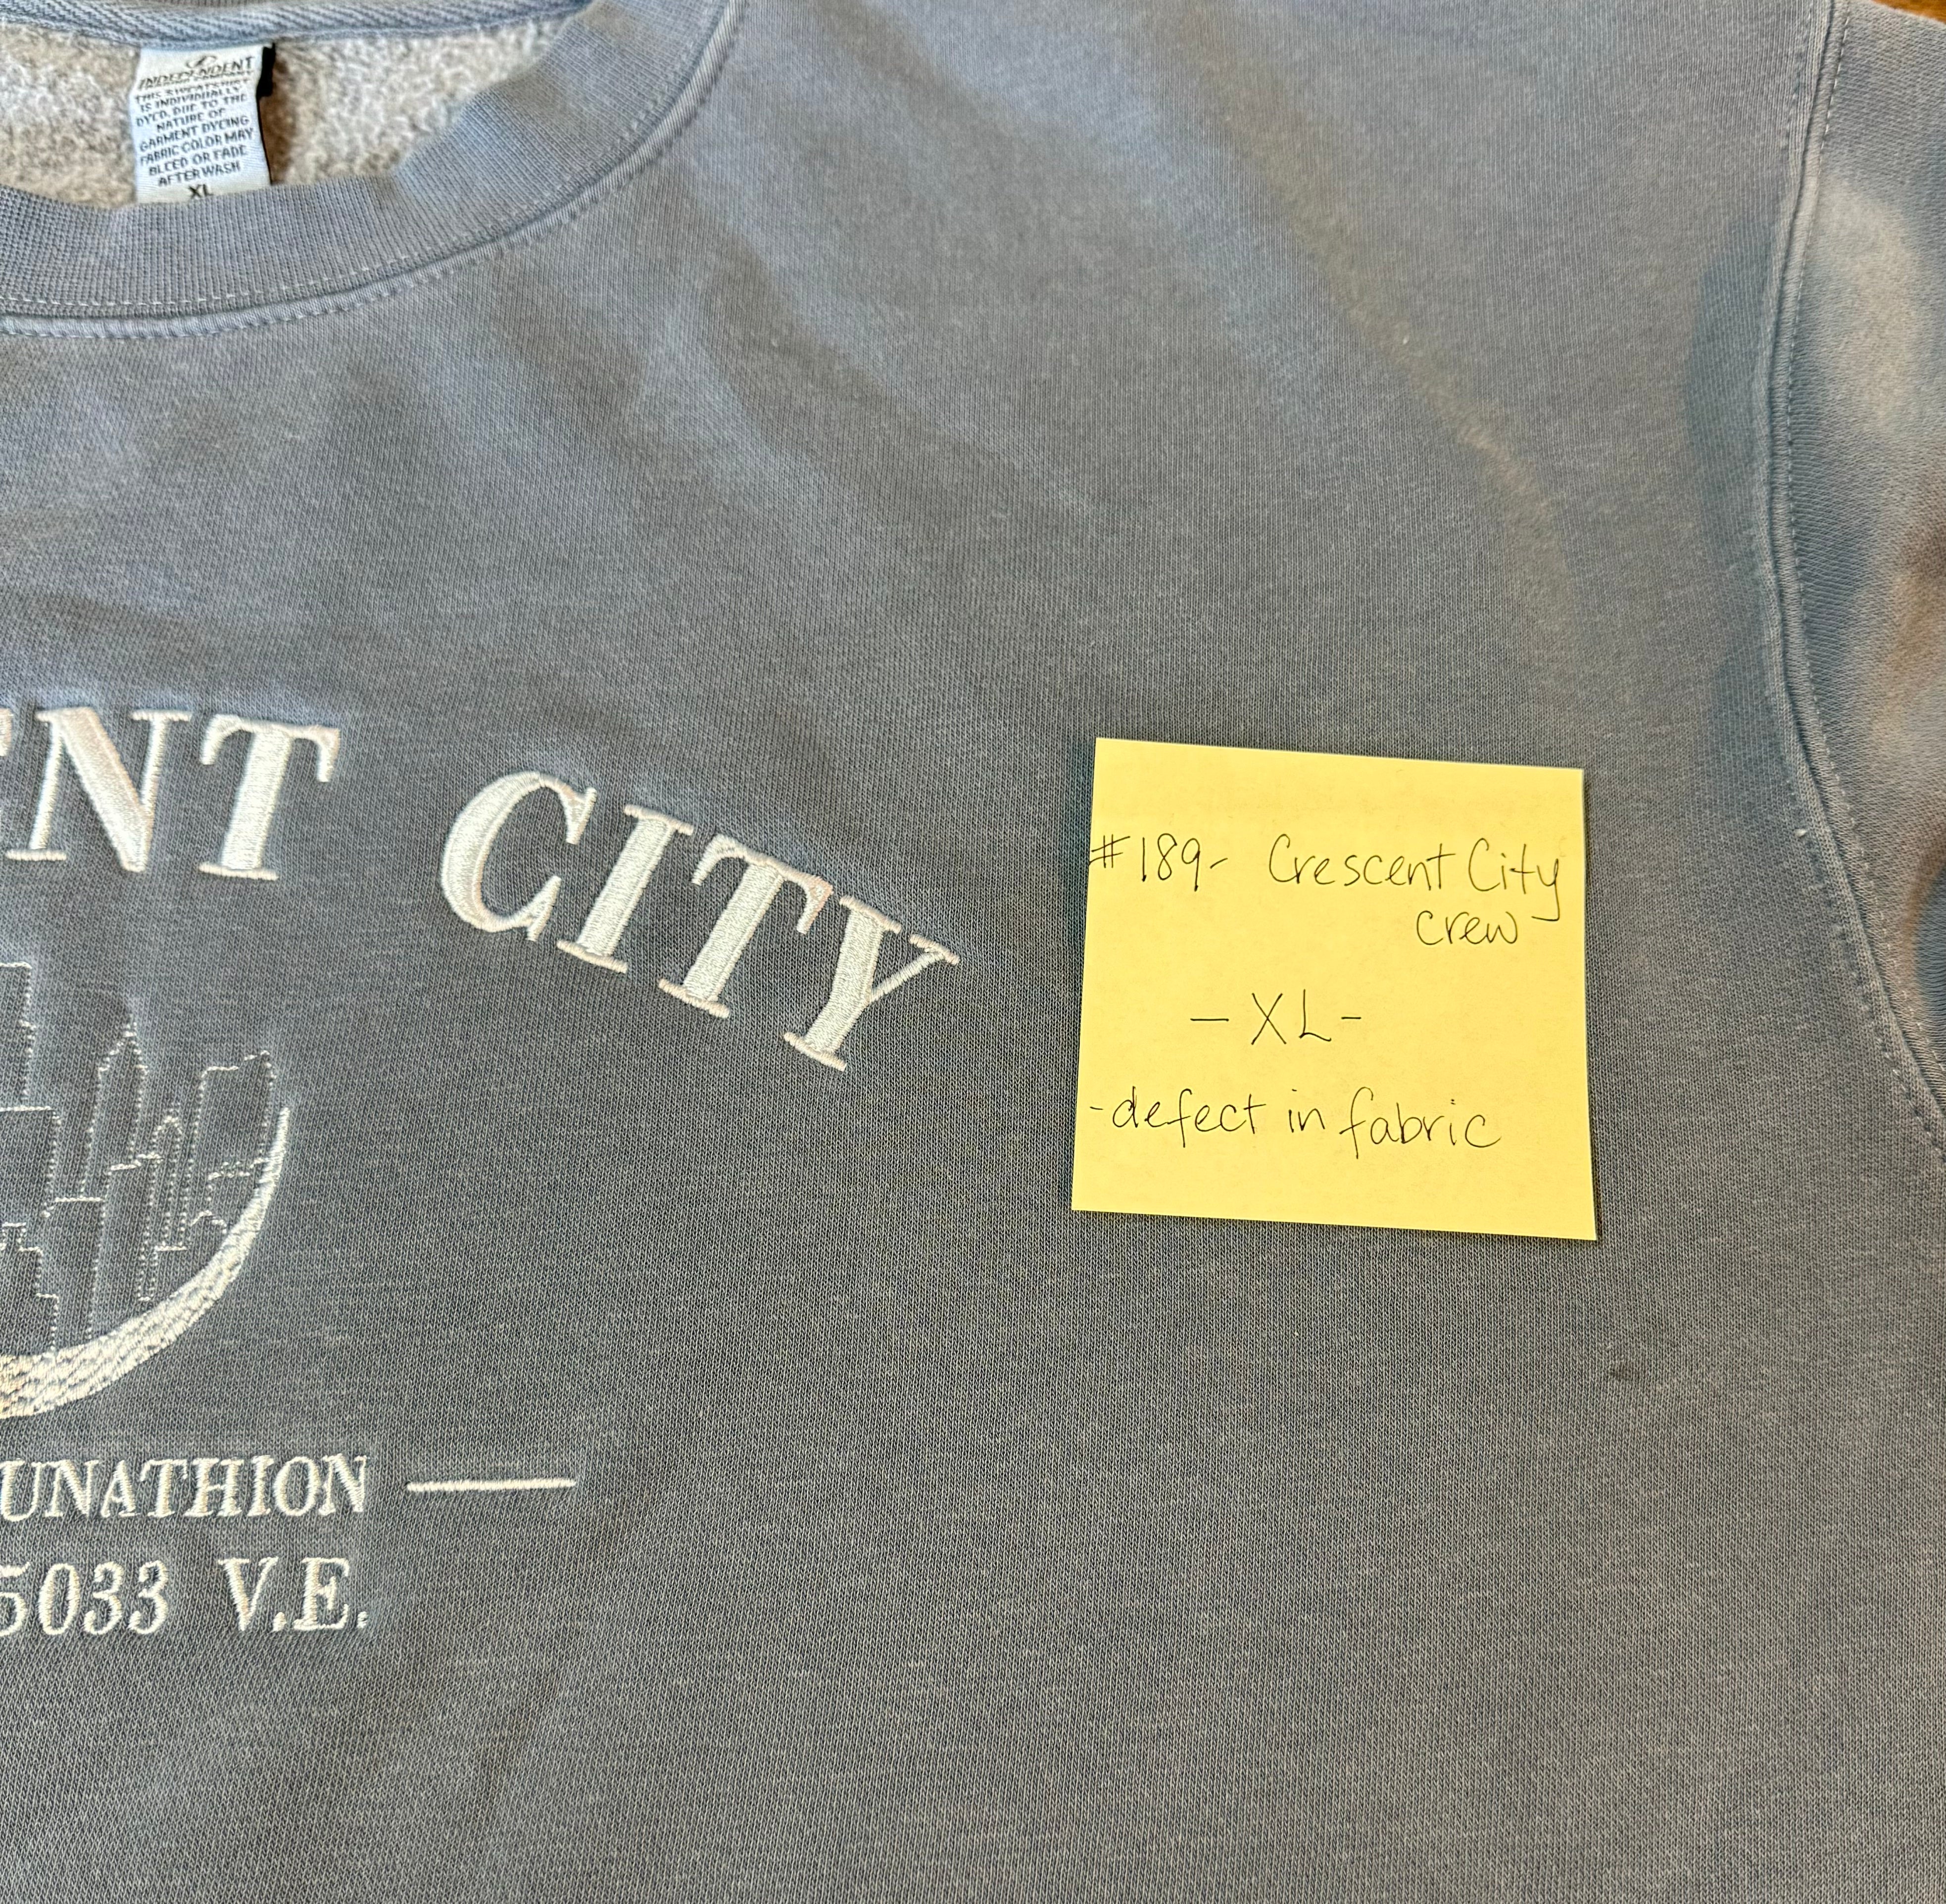 INDEPENDENT
THIS SWEATSHIRT
IS INDIVIDUALLY
DYED. DUE TO THE
NATURE OF
GARMENT DYEING
FABRIC COLOR MAY
BLEED OR FADE
AFTER WASH
XL
ENT CITY
UNATHION —
5033 V.E.
#189- Crescent City
crew
- XL -
-defect in fabric